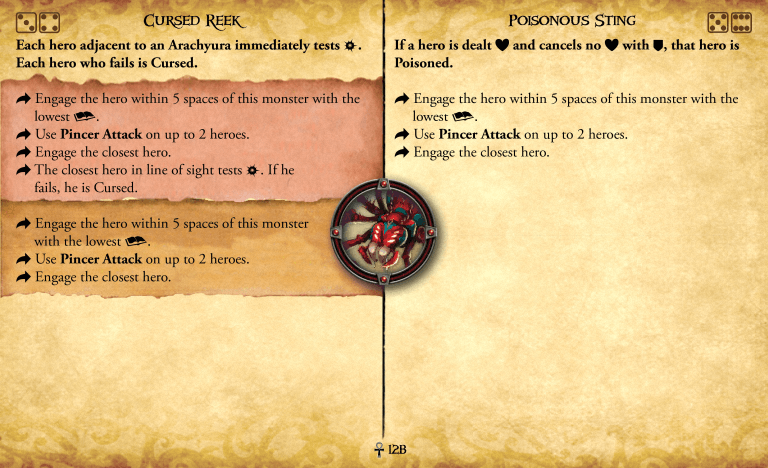 Cursed Reek
Each hero adjacent to an Arachyura immediately tests .
Each hero who fails is Cursed.
Engage the hero within 5 spaces of this monster with the
lowest .
Use Pincer Attack on up to 2 heroes.
Engage the closest hero.
The closest hero in line of sight tests . If he
fails, he is Cursed.
Engage the hero within 5 spaces of this monster
with the lowest .
Use Pincer Attack on up to 2 heroes.
Engage the closest hero.
Poisonous Sting
If a hero is dealt and cancels no with , that hero is
Poisoned.
Engage the hero within 5 spaces of this monster with the
lowest .
Use Pincer Attack on up to 2 heroes.
Engage the closest hero.
12B